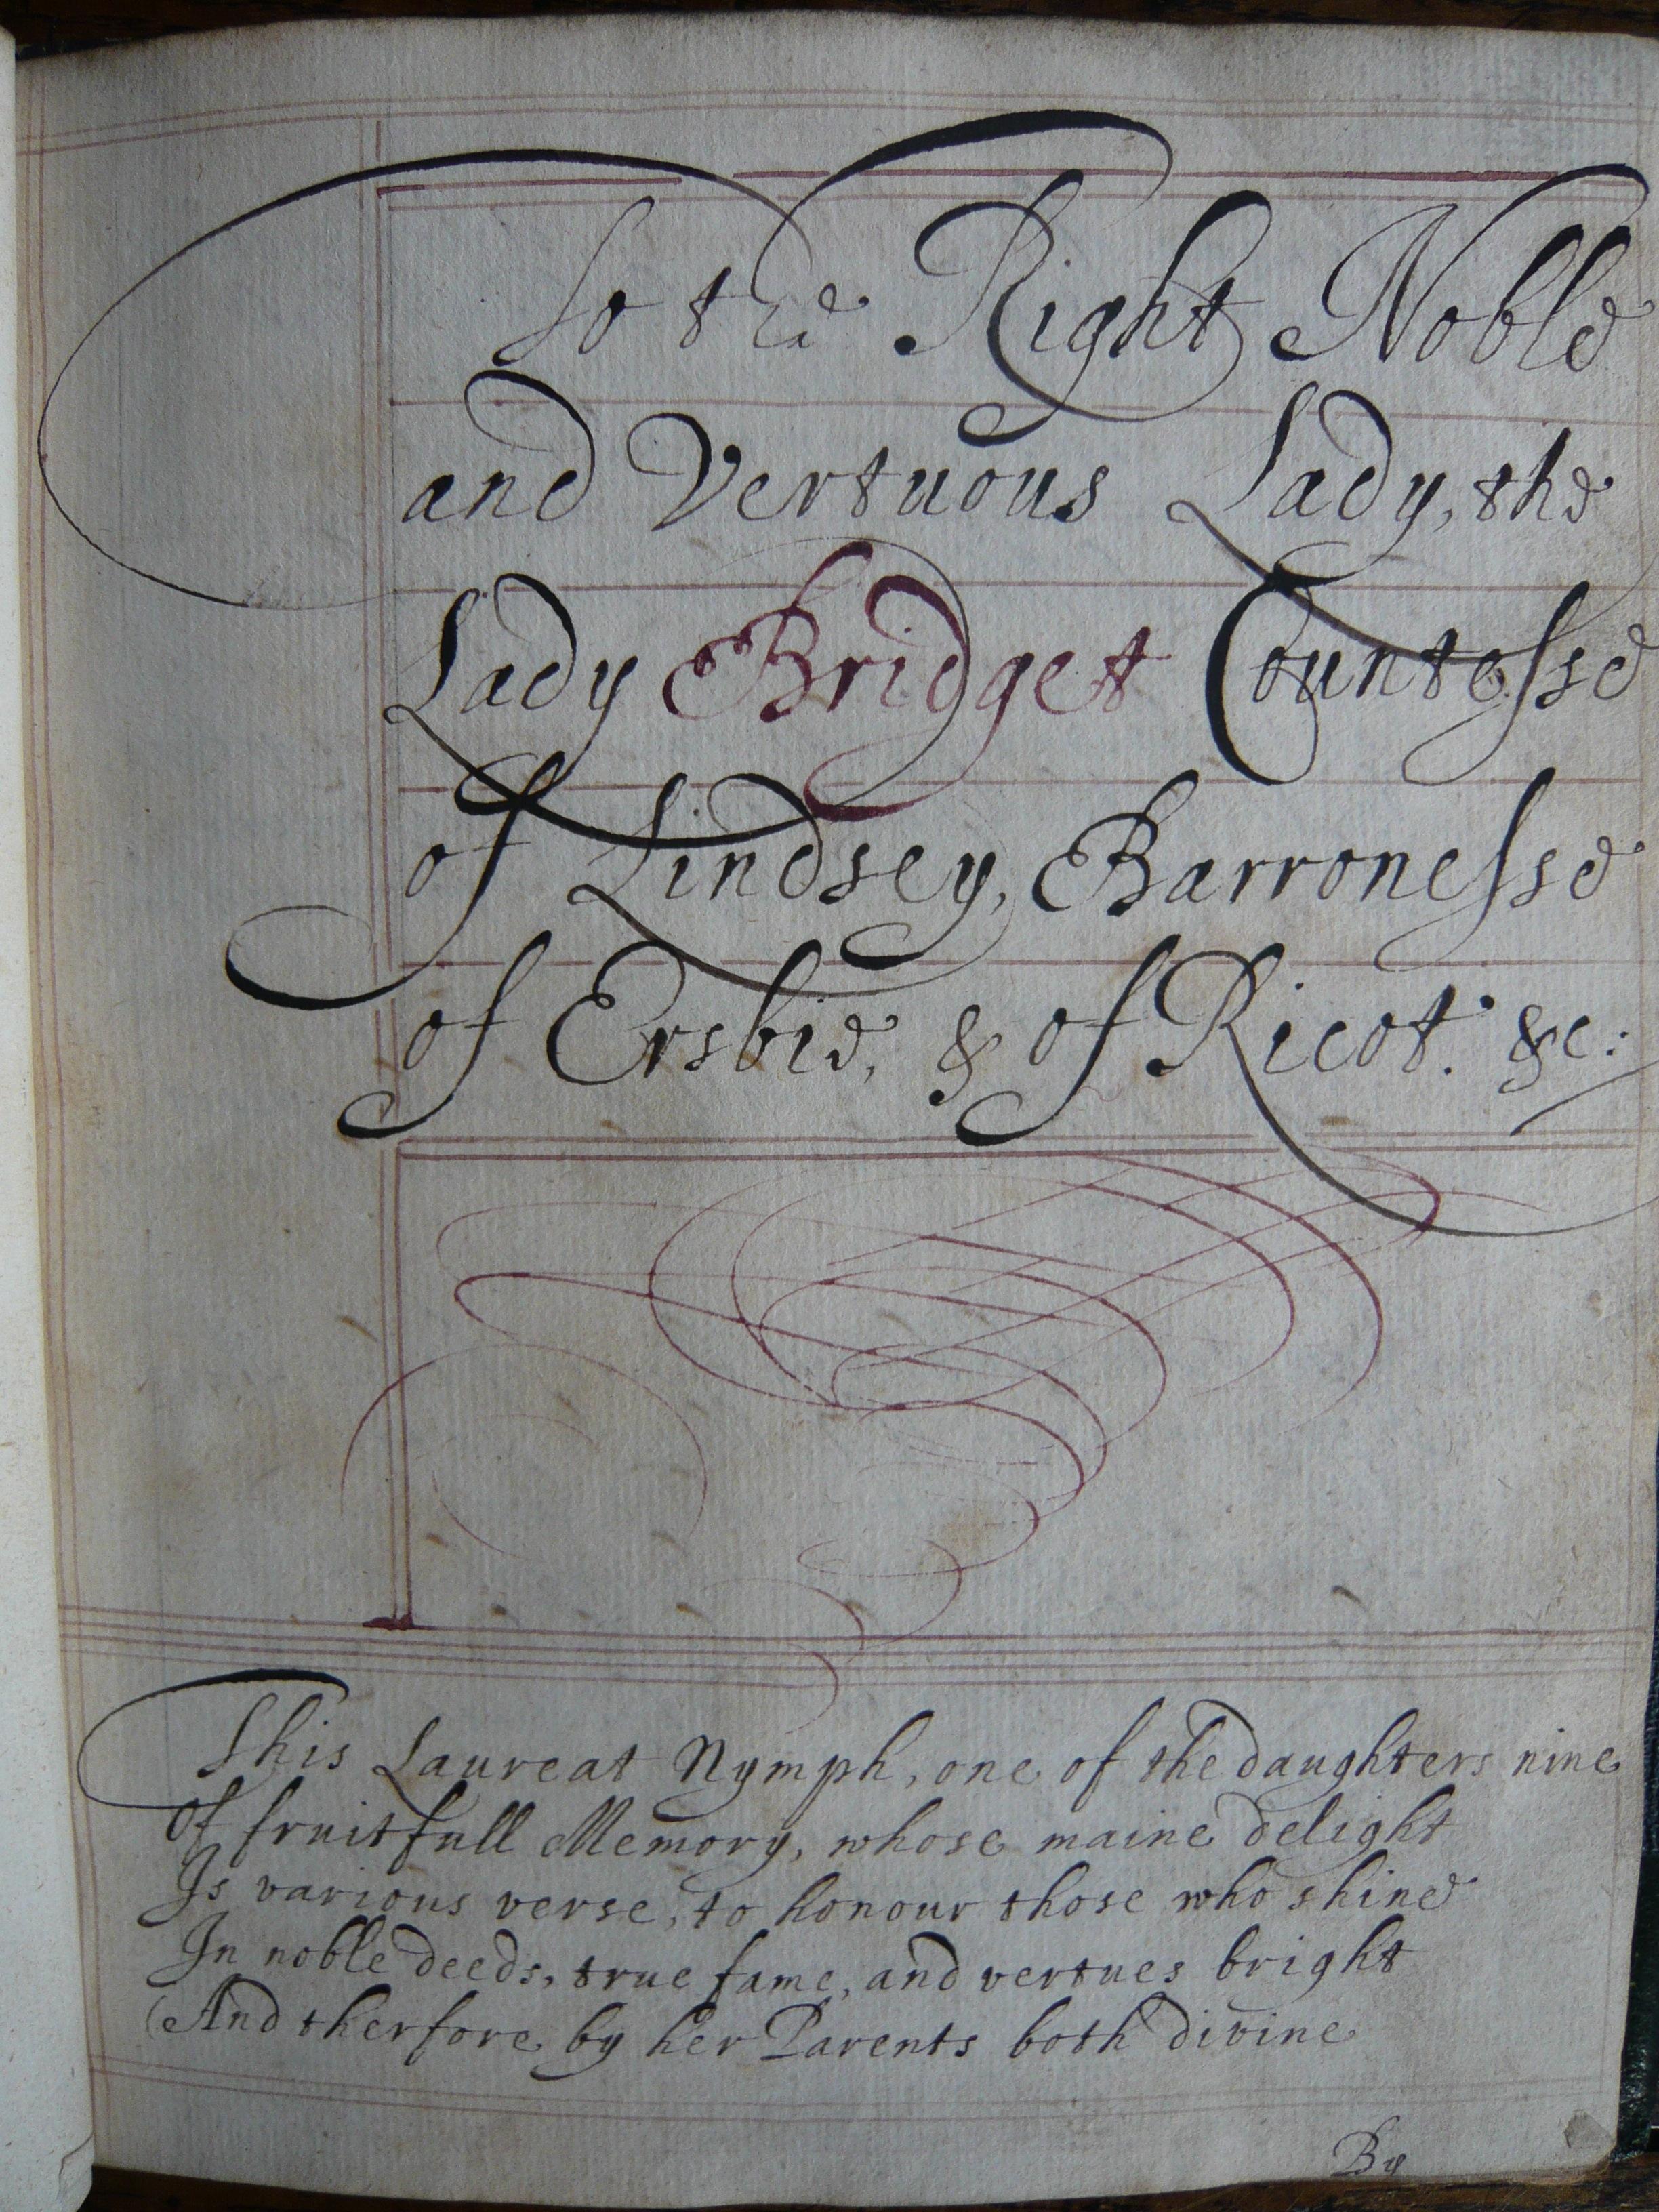 To the Right Noble
and Vertuous Lady, the
Lady Bridget Countesse
of Lindsey, Barronesse
of Ersbie, & of Ricot. &c:
This Laureat Nymph, one of the daughters nine
Of fruitfull Memory, whose maine delight
Is various verse, to honour those who shine
In noble deeds, true fame, and vertues bright
(And therfore by her Parents both divine
By